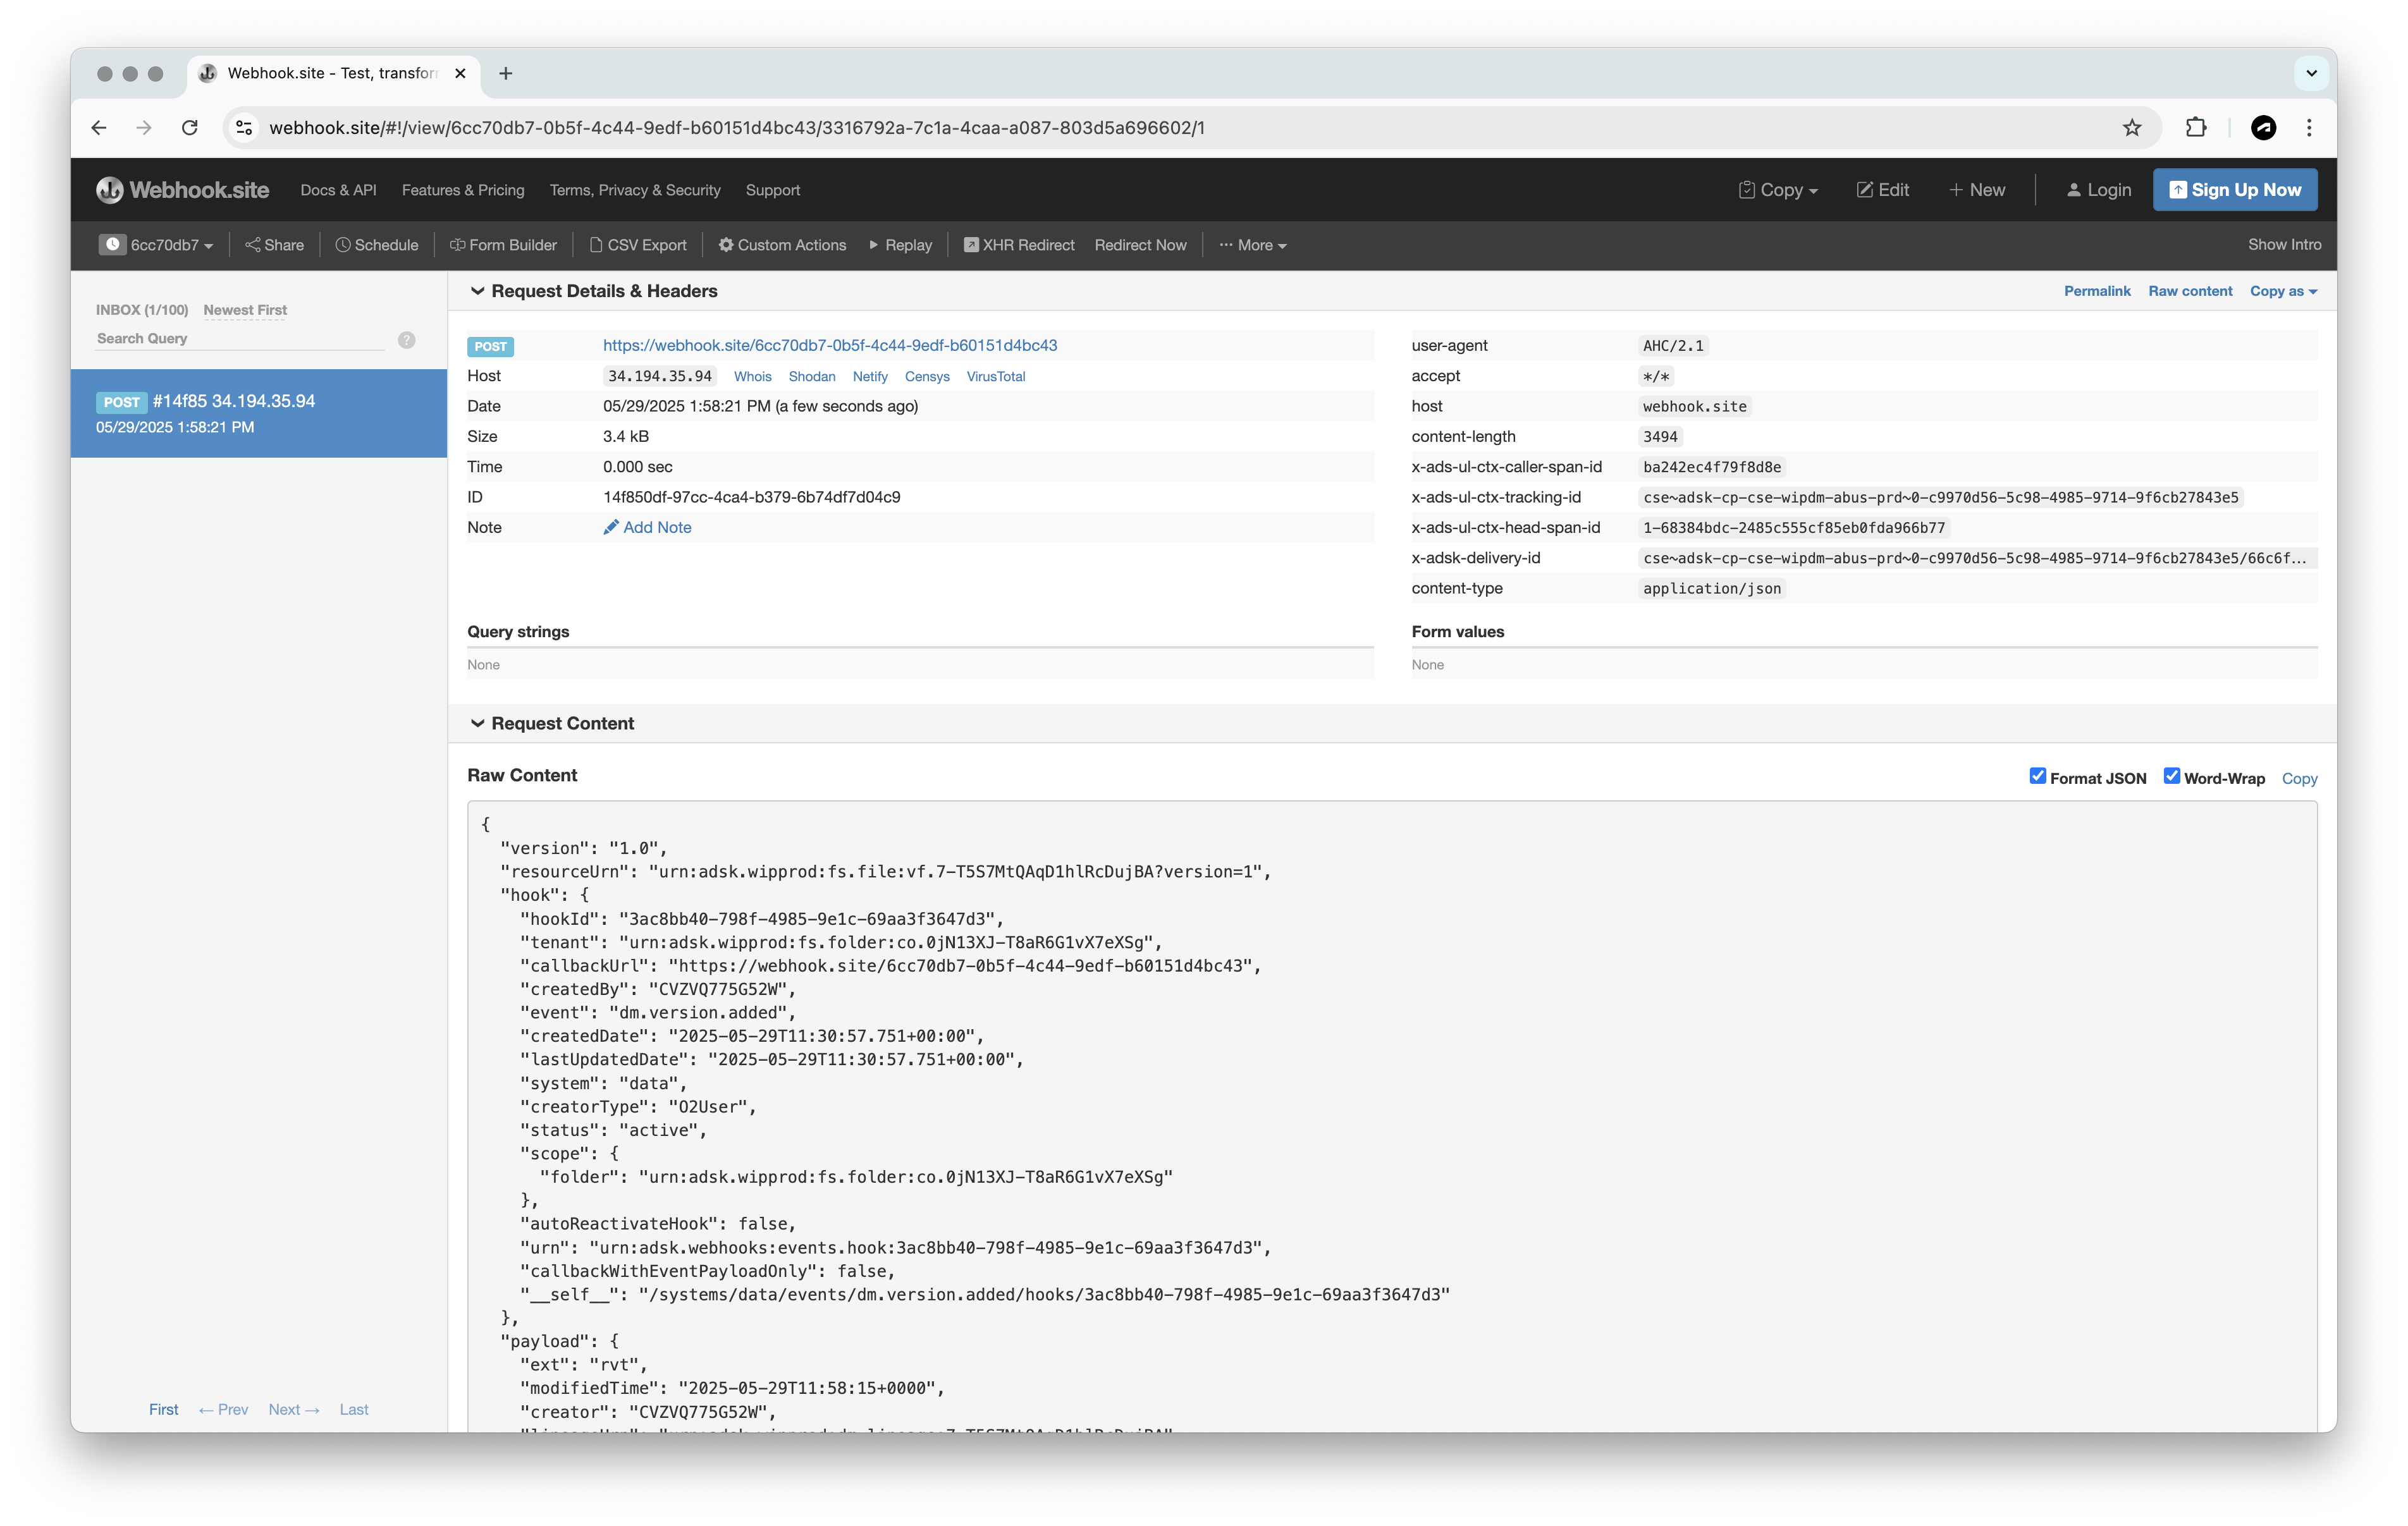 Webhook.site - Test, transfor
webhook.site/#!/view/6cc70db7-0b5f-4c44-9edf-b60151d4bc43/3316792a-7c1a-4caa-a087-803d5a696602/1
Webhook.site Docs & API Features & Pricing Terms, Privacy & Security Support Copy Edit New Login Sign Up Now
6cc70db7 Share Schedule Form Builder CSV Export Custom Actions Replay XHR Redirect Redirect Now ··· More Show Intro
INBOX (1/100) Newest First
Search Query ?
POST #14f85 34.194.35.94
05/29/2025 1:58:21 PM
First ← Prev Next → Last
Request Details & Headers Permalink Raw content Copy as
POST https://webhook.site/6cc70db7-0b5f-4c44-9edf-b60151d4bc43
Host 34.194.35.94 Whois Shodan Netify Censys VirusTotal
Date 05/29/2025 1:58:21 PM (a few seconds ago)
Size 3.4 kB
Time 0.000 sec
ID 14f850df-97cc-4ca4-b379-6b74df7d04c9
Note Add Note
user-agent AHC/2.1
accept */*
host webhook.site
content-length 3494
x-ads-ul-ctx-caller-span-id ba242ec4f79f8d8e
x-ads-ul-ctx-tracking-id cse~adsk-cp-cse-wipdm-abus-prd~0-c9970d56-5c98-4985-9714-9f6cb27843e5
x-ads-ul-ctx-head-span-id 1-68384bdc-2485c555cf85eb0fda966b77
x-adsk-delivery-id cse~adsk-cp-cse-wipdm-abus-prd~0-c9970d56-5c98-4985-9714-9f6cb27843e5/66c6f...
content-type application/json
Query strings
None
Form values
None
Request Content
Raw Content Format JSON Word-Wrap Copy
{
"version": "1.0",
"resourceUrn": "urn:adsk.wipprod:fs.file:vf.7-T5S7MtQAqD1hlRcDujBA?version=1",
"hook": {
"hookId": "3ac8bb40-798f-4985-9e1c-69aa3f3647d3",
"tenant": "urn:adsk.wipprod:fs.folder:co.0jN13XJ-T8aR6G1vX7eXSg",
"callbackUrl": "https://webhook.site/6cc70db7-0b5f-4c44-9edf-b60151d4bc43",
"createdBy": "CVZVQ775G52W",
"event": "dm.version.added",
"createdDate": "2025-05-29T11:30:57.751+00:00",
"lastUpdatedDate": "2025-05-29T11:30:57.751+00:00",
"system": "data",
"creatorType": "O2User",
"status": "active",
"scope": {
"folder": "urn:adsk.wipprod:fs.folder:co.0jN13XJ-T8aR6G1vX7eXSg"
},
"autoReactivateHook": false,
"urn": "urn:adsk.webhooks:events.hook:3ac8bb40-798f-4985-9e1c-69aa3f3647d3",
"callbackWithEventPayloadOnly": false,
"__self__": "/systems/data/events/dm.version.added/hooks/3ac8bb40-798f-4985-9e1c-69aa3f3647d3"
},
"payload": {
"ext": "rvt",
"modifiedTime": "2025-05-29T11:58:15+0000",
"creator": "CVZVQ775G52W",